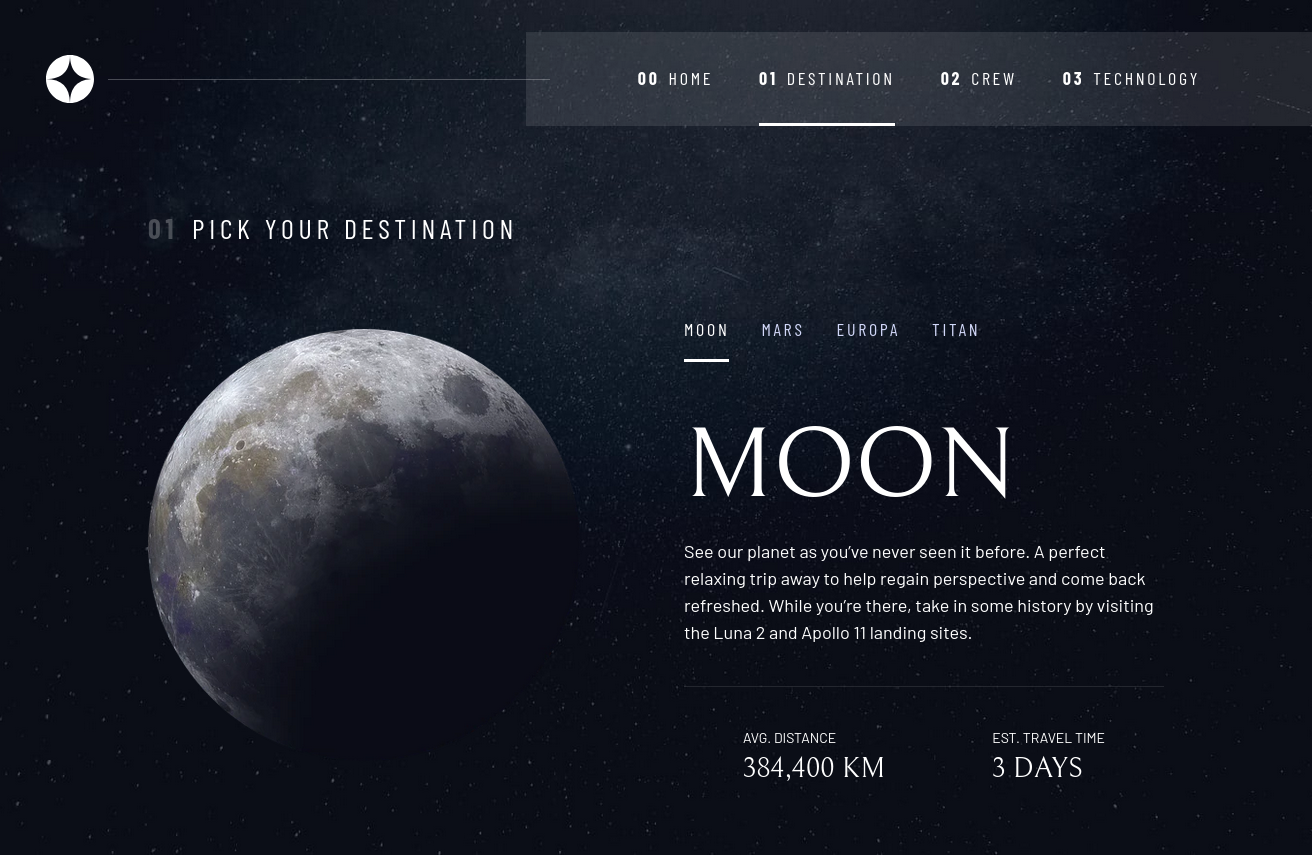 00 HOME 01 DESTINATION 02 CREW 03 TECHNOLOGY
01 PICK YOUR DESTINATION
MOON MARS EUROPA TITAN
MOON
See our planet as you’ve never seen it before. A perfect
relaxing trip away to help regain perspective and come back
refreshed. While you’re there, take in some history by visiting
the Luna 2 and Apollo 11 landing sites.
AVG. DISTANCE
384,400 KM
EST. TRAVEL TIME
3 DAYS